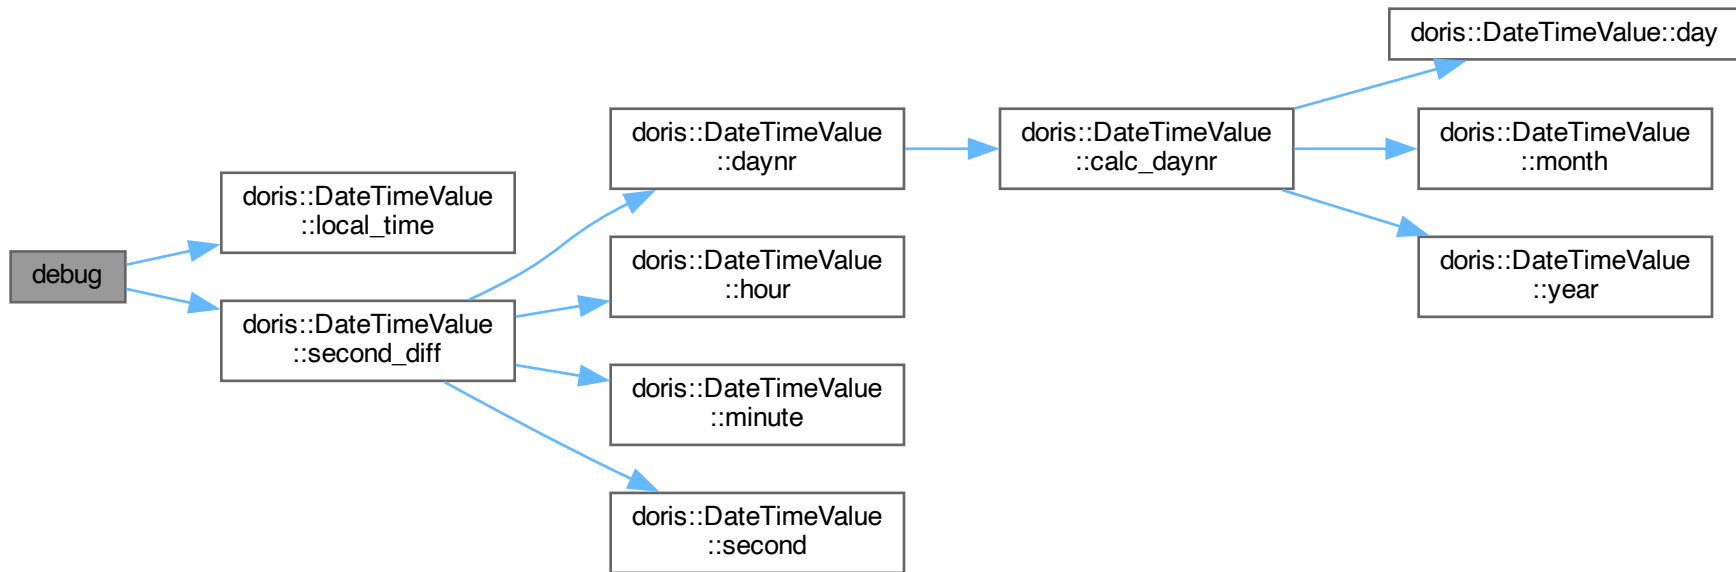 debug
doris::DateTimeValue
::local_time
doris::DateTimeValue
::second_diff
doris::DateTimeValue
::daynr
doris::DateTimeValue
::hour
doris::DateTimeValue
::minute
doris::DateTimeValue
::second
doris::DateTimeValue
::calc_daynr
doris::DateTimeValue::day
doris::DateTimeValue
::month
doris::DateTimeValue
::year